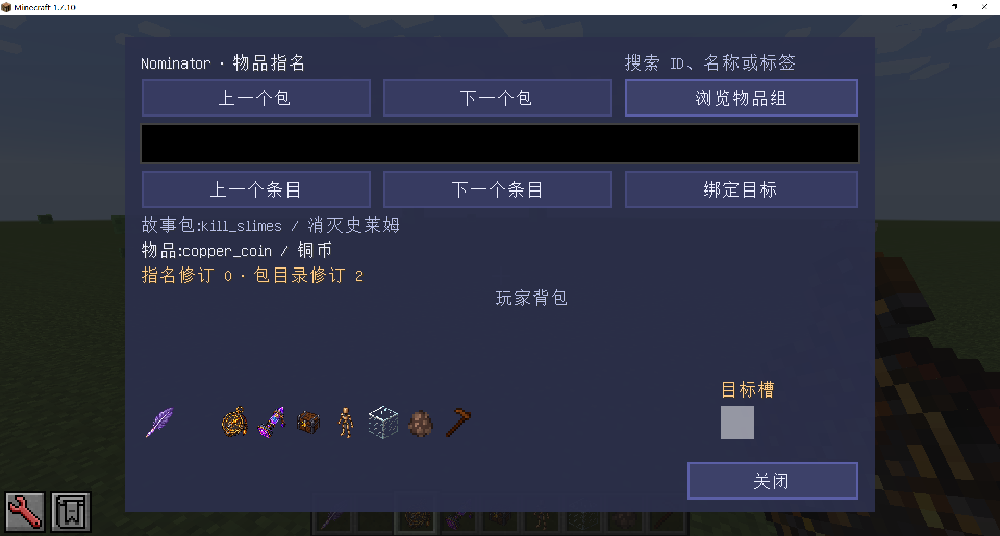 Minecraft 1.7.10
Nominator · 物品指名
搜索 ID、名称或标签
上一个包
下一个包
浏览物品组
上一个条目
下一个条目
绑定目标
故事包:kill_slimes / 消灭史莱姆
物品:copper_coin / 铜币
指名修订 0 · 包目录修订 2
玩家背包
目标槽
关闭